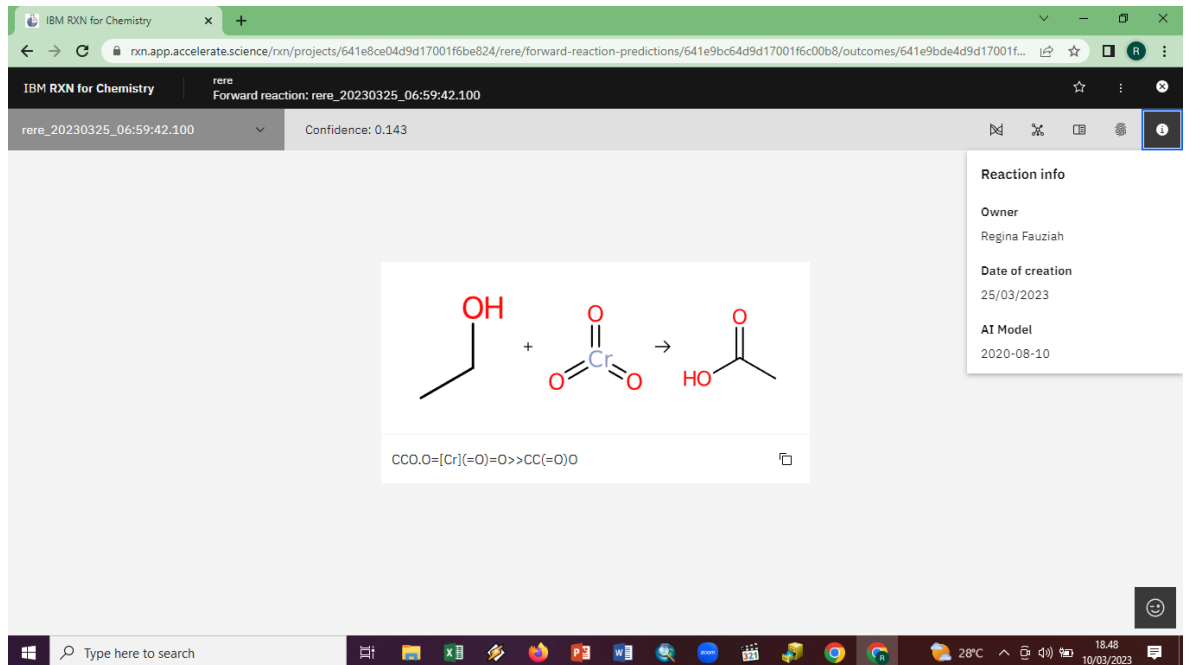 IBM RXN for Chemistry
rxn.app.accelerate.science/rxn/projects/641e8ce04d9d17001f6be824/rere/forward-reaction-predictions/641e9bc64d9d17001f6c00b8/outcomes/641e9bde4d9d17001f...
R
IBM RXN for Chemistry
rere
Forward reaction: rere_20230325_06:59:42.100
rere_20230325_06:59:42.100
Confidence: 0.143
Reaction info
Owner
Regina Fauziah
Date of creation
25/03/2023
AI Model
2020-08-10
OH
+
O
Cr
O
O
→
O
HO
CCO.O=[Cr](=O)=O>>CC(=O)O
Type here to search
zoom
321
R
28°C
18.48
10/03/2023